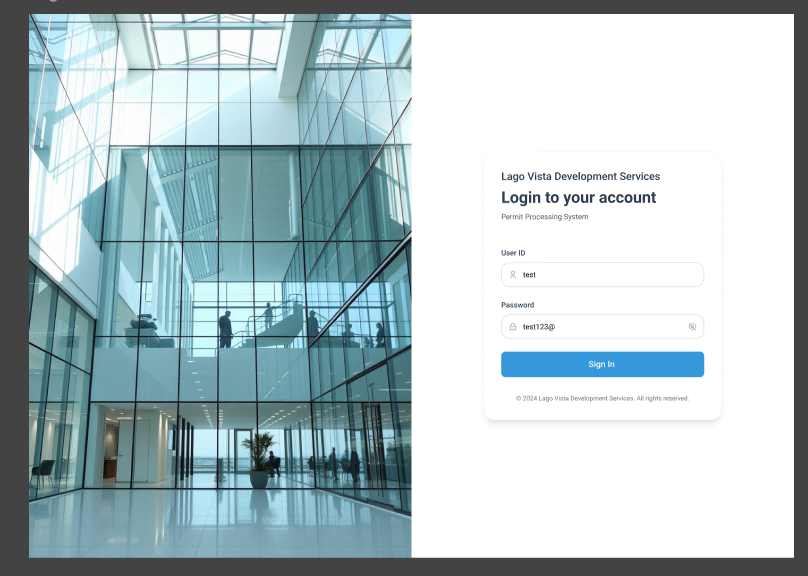 Lago Vista Development Services
Login to your account
Permit Processing System
User ID
test
Password
test123@
Sign In
© 2024 Lago Vista Development Services. All rights reserved.